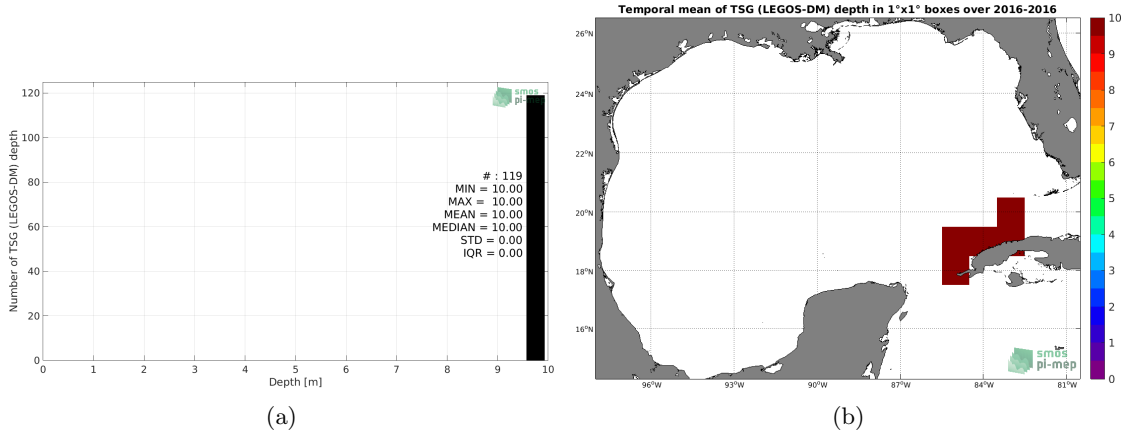 120
100
80
60
40
20
0
Number of TSG (LEGOS-DM) depth
smos
pi-mep
# : 119
MIN = 10.00
MAX = 10.00
MEAN = 10.00
MEDIAN = 10.00
STD = 0.00
IQR = 0.00
0 1 2 3 4 5 6 7 8 9 10
Depth [m]
(a)
Temporal mean of TSG (LEGOS-DM) depth in 1°x1° boxes over 2016-2016
26°N
24°N
22°N
20°N
18°N
16°N
96°W 93°W 90°W 87°W 84°W 81°W
smos
pi-mep
10
9
8
7
6
5
4
3
2
1
0
(b)